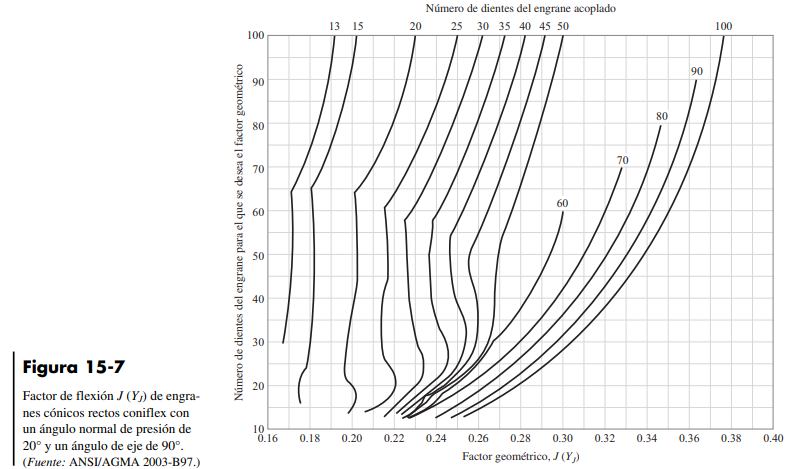 Número de dientes del engrane acoplado
13 15 20 25 30 35 40 45 50 100
90
80
70
60
Número de dientes del engrane para el que se desea el factor geométrico
100
90
80
70
60
50
40
30
20
10
0.16 0.18 0.20 0.22 0.24 0.26 0.28 0.30 0.32 0.34 0.36 0.38 0.40
Factor geométrico, J (YJ)
Figura 15-7
Factor de flexión J (YJ) de engra-
nes cónicos rectos coniflex con
un ángulo normal de presión de
20° y un ángulo de eje de 90°.
(Fuente: ANSI/AGMA 2003-B97.)